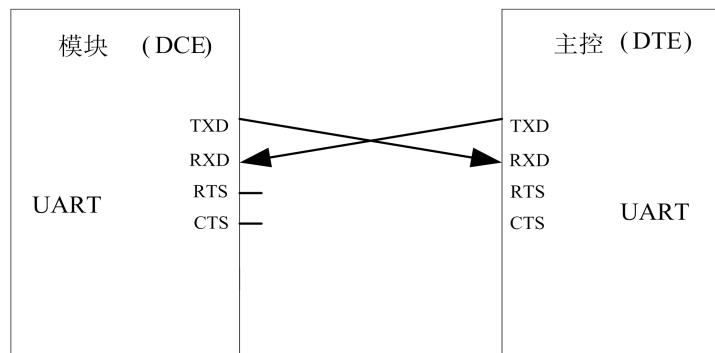 模块 (DCE)
主控 (DTE)
TXD
TXD
RXD
RXD
RTS
RTS
UART
UART
CTS
CTS